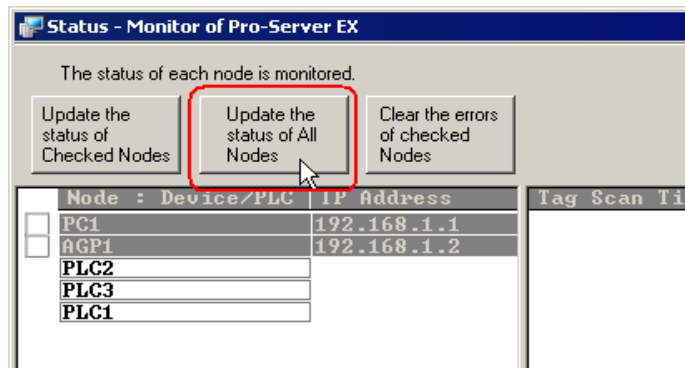 Status - Monitor of Pro-Server EX
The status of each node is monitored.
Update the
status of
Checked Nodes
Update the
status of All
Nodes
Clear the errors
of checked
Nodes
Node : Device/PLC IP Address Tag Scan Ti
PC1 192.168.1.1
AGP1 192.168.1.2
PLC2
PLC3
PLC1